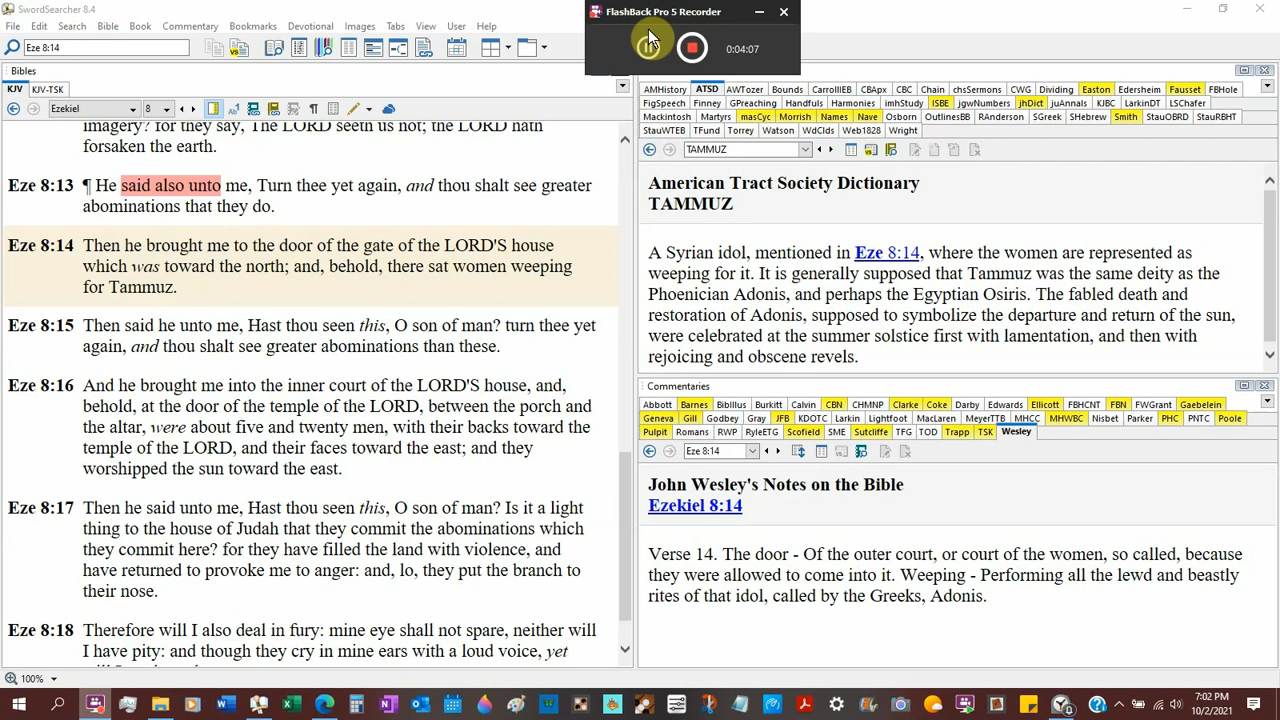 SwordSearcher 8.4
FlashBack Pro 5 Recorder
0:04:07
File Edit Search Bible Book Commentary Bookmarks Devotional Images Tabs View User Help
Eze 8:14
Bibles
KJV KJV-TSK
Ezekiel 8
imagery? for they say, The LORD seeth us not; the LORD hath
forsaken the earth.
Eze 8:13 ¶ He said also unto me, Turn thee yet again, and thou shalt see greater
abominations that they do.
Eze 8:14 Then he brought me to the door of the gate of the LORD'S house
which was toward the north; and, behold, there sat women weeping
for Tammuz.
Eze 8:15 Then said he unto me, Hast thou seen this, O son of man? turn thee yet
again, and thou shalt see greater abominations than these.
Eze 8:16 And he brought me into the inner court of the LORD'S house, and,
behold, at the door of the temple of the LORD, between the porch and
the altar, were about five and twenty men, with their backs toward the
temple of the LORD, and their faces toward the east; and they
worshipped the sun toward the east.
Eze 8:17 Then he said unto me, Hast thou seen this, O son of man? Is it a light
thing to the house of Judah that they commit the abominations which
they commit here? for they have filled the land with violence, and
have returned to provoke me to anger: and, lo, they put the branch to
their nose.
Eze 8:18 Therefore will I also deal in fury: mine eye shall not spare, neither will
I have pity: and though they cry in mine ears with a loud voice, yet
100%
AMHistory ATSD AWTozer Bounds CarrollIEB CBApx CBC Chain chsSermons CWG Dividing Easton Edersheim Fausset FBHole
FigSpeech Finney GPreaching Handfuls Harmonies imhStudy ISBE jgwNumbers jhDict juAnnals KJBC LarkinDT LSChafer
Mackintosh Martyrs masCyc Morrish Names Nave Osborn OutlinesBB RAnderson SGreek SHebrew Smith StauOBRD StauRBHT
StauWTEB TFund Torrey Watson WdClds Web1828 Wright
TAMMUZ
American Tract Society Dictionary
TAMMUZ
A Syrian idol, mentioned in Eze 8:14, where the women are represented as
weeping for it. It is generally supposed that Tammuz was the same deity as the
Phoenician Adonis, and perhaps the Egyptian Osiris. The fabled death and
restoration of Adonis, supposed to symbolize the departure and return of the sun,
were celebrated at the summer solstice first with lamentation, and then with
rejoicing and obscene revels.
Commentaries
Abbott Barnes BibIllus Burkitt Calvin CBN CHMNP Clarke Coke Darby Edwards Ellicott FBHCNT FBN FWGrant Gaebelein
Geneva Gill Godbey Gray JFB KDOTC Larkin Lightfoot MacLaren MeyerTTB MHCC MHWBC Nisbet Parker PHC PNTC Poole
Pulpit Romans RWP RyleETG Scofield SME Sutcliffe TFG TOD Trapp TSK Wesley
Eze 8:14
John Wesley's Notes on the Bible
Ezekiel 8:14
Verse 14. The door - Of the outer court, or court of the women, so called, because
they were allowed to come into it. Weeping - Performing all the lewd and beastly
rites of that idol, called by the Greeks, Adonis.
7:02 PM
10/2/2021